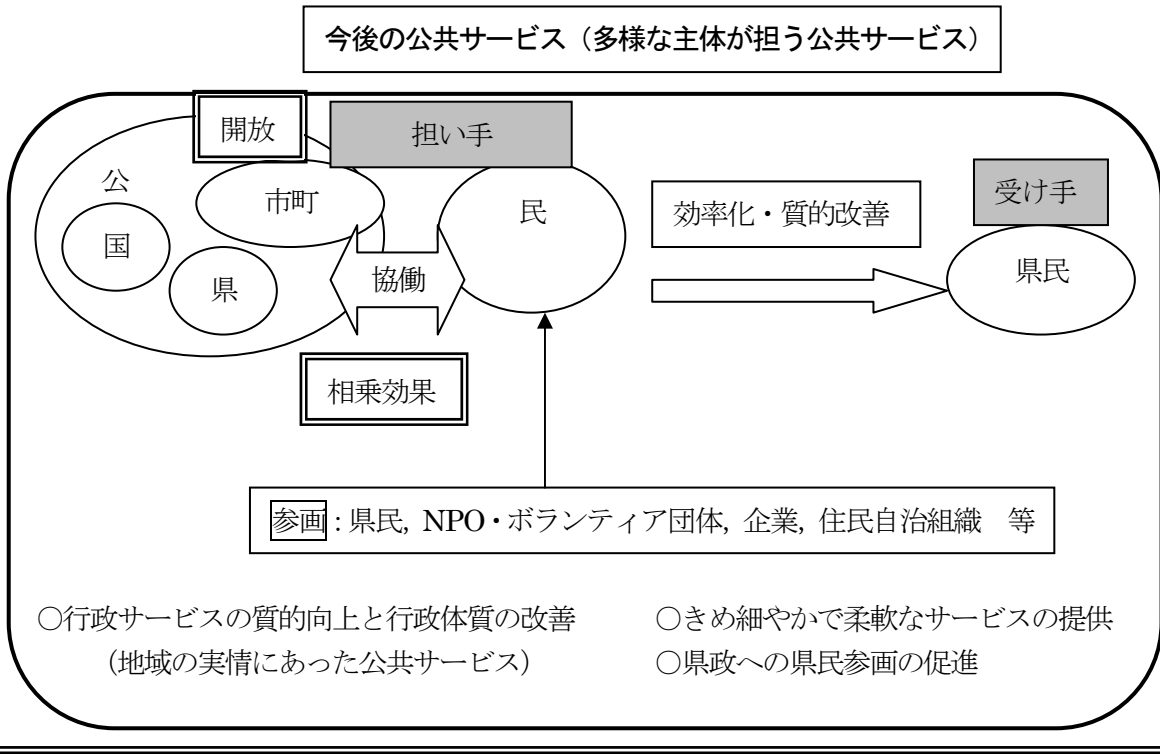 今後の公共サービス（多様な主体が担う公共サービス）
開放
担い手
公
市町
民
効率化・質的改善
受け手
国
県
協働
県民
相乗効果
参画：県民，NPO・ボランティア団体，企業，住民自治組織　等
○行政サービスの質的向上と行政体質の改善
（地域の実情にあった公共サービス）
○きめ細やかで柔軟なサービスの提供
○県政への県民参画の促進